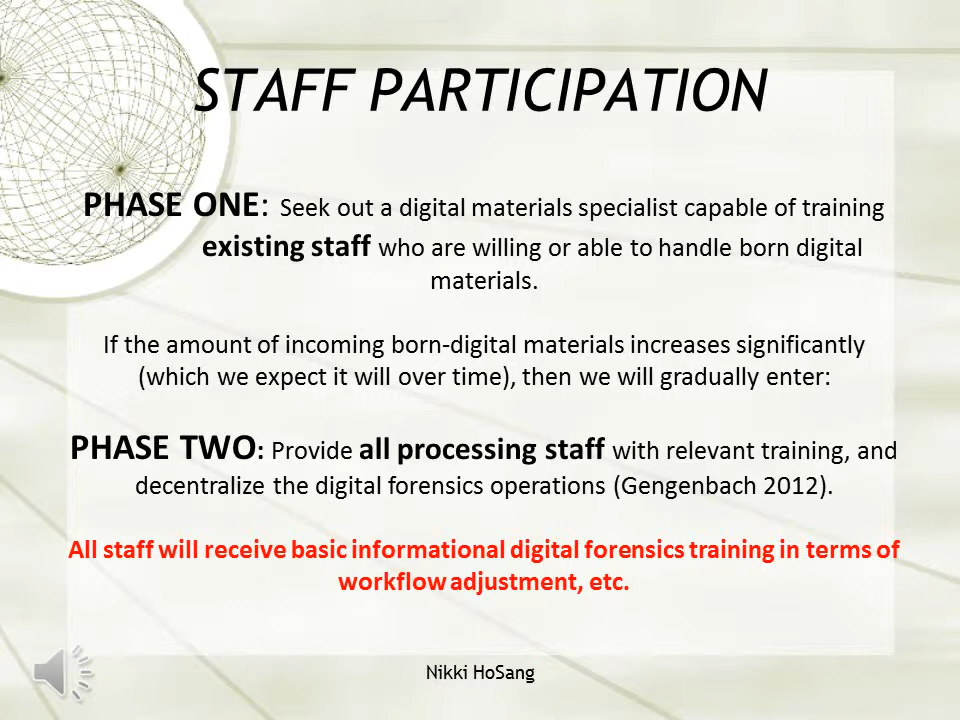 STAFF PARTICIPATION
PHASE ONE: Seek out a digital materials specialist capable of training
existing staff who are willing or able to handle born digital
materials.
If the amount of incoming born-digital materials increases significantly
(which we expect it will over time), then we will gradually enter:
PHASE TWO: Provide all processing staff with relevant training, and
decentralize the digital forensics operations (Gengenbach 2012).
All staff will receive basic informational digital forensics training in terms of
workflow adjustment, etc.
Nikki HoSang